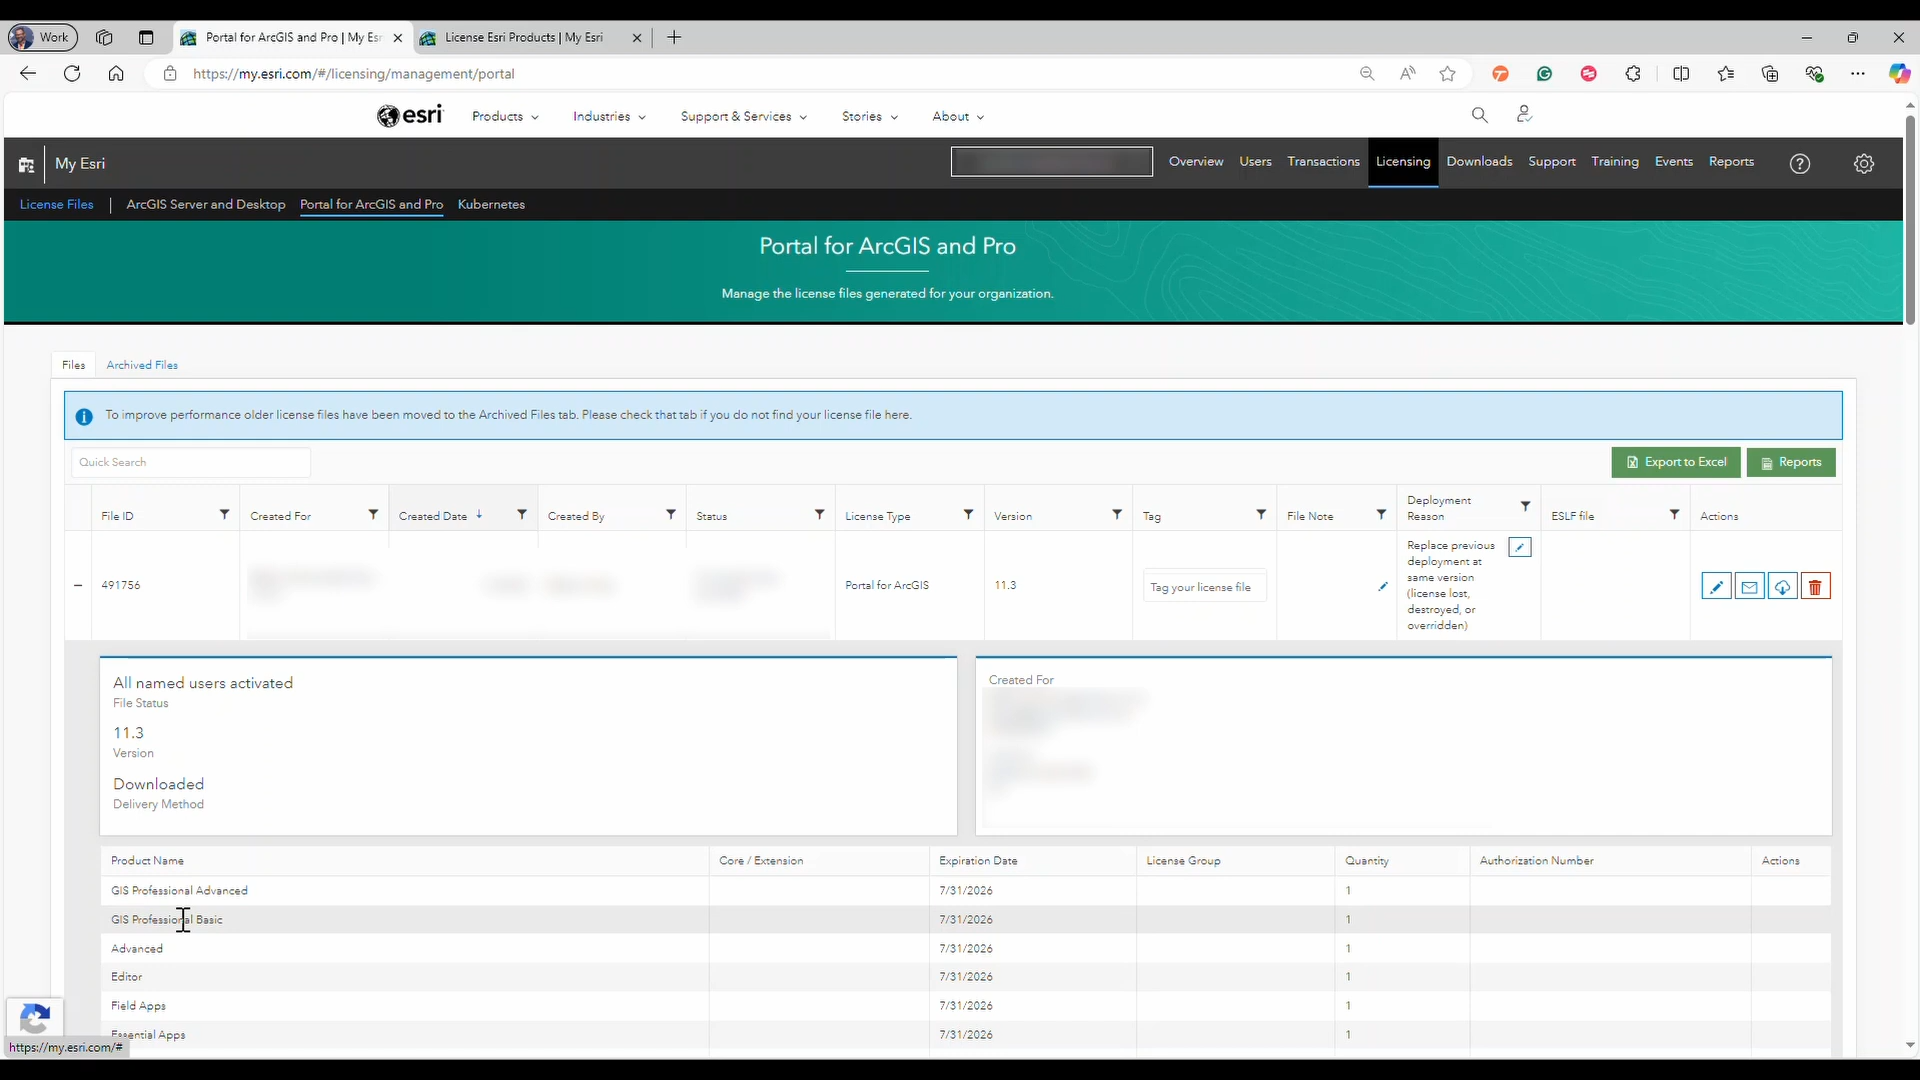 Work
Portal for ArcGIS and Pro | My Esr
License Esri Products | My Esri
https://my.esri.com/#/licensing/management/portal
esri
Products
Industries
Support & Services
Stories
About
My Esri
Overview
Users
Transactions
Licensing
Downloads
Support
Training
Events
Reports
License Files
ArcGIS Server and Desktop
Portal for ArcGIS and Pro
Kubernetes
Portal for ArcGIS and Pro
Manage the license files generated for your organization.
Files
Archived Files
To improve performance older license files have been moved to the Archived Files tab. Please check that tab if you do not find your license file here.
Quick Search
Export to Excel
Reports
File ID
Created For
Created Date
Created By
Status
License Type
Version
Tag
File Note
Deployment
Reason
ESLF file
Actions
491756
Portal for ArcGIS
11.3
Tag your license file
Replace previous
deployment at
same version
(license lost,
destroyed, or
overridden)
All named users activated
File Status
11.3
Version
Downloaded
Delivery Method
Created For
Product Name
Core / Extension
Expiration Date
License Group
Quantity
Authorization Number
Actions
GIS Professional Advanced
7/31/2026
1
GIS Professional Basic
7/31/2026
1
Advanced
7/31/2026
1
Editor
7/31/2026
1
Field Apps
7/31/2026
1
Essential Apps
7/31/2026
1
https://my.esri.com/#